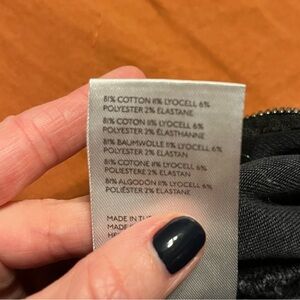 81% COTTON 11% LYOCELL 6%
POLYESTER 2% ELASTANE
81% COTON 11% LYOCELL 6%
POLYESTER 2% ÉLASTHANNE
81% BAUMWOLLE 11% LYOCELL 6%
POLYESTER 2% ELASTAN
81% COTONE 11% LYOCELL 6%
POLIESTERE 2% ELASTAN
81% ALGODÓN 11% LYOCELL 6%
POLIÉSTER 2% ELASTANE
MADE IN
MADE